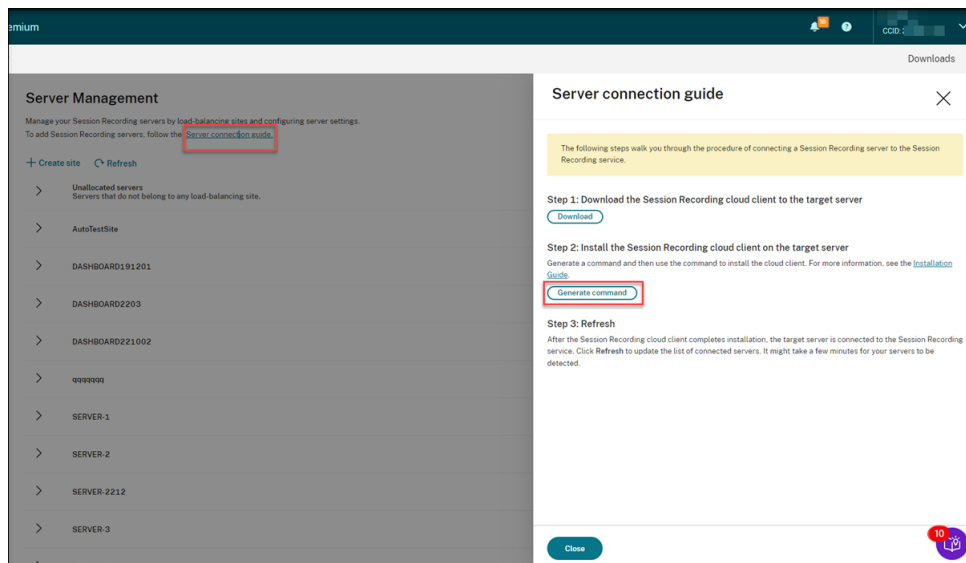 emium
CCID:
Downloads
Server Management
Manage your Session Recording servers by load-balancing sites and configuring server settings.
To add Session Recording servers, follow the Server connection guide.
Create site
Refresh
Unallocated servers
Servers that do not belong to any load-balancing site.
AutoTestSite
DASHBOARD191201
DASHBOARD2203
DASHBOARD221002
qqqqqqq
SERVER-1
SERVER-2
SERVER-2212
SERVER-3
Server connection guide
The following steps walk you through the procedure of connecting a Session Recording server to the Session
Recording service.
Step 1: Download the Session Recording cloud client to the target server
Download
Step 2: Install the Session Recording cloud client on the target server
Generate a command and then use the command to install the cloud client. For more information, see the Installation
Guide.
Generate command
Step 3: Refresh
After the Session Recording cloud client completes installation, the target server is connected to the Session Recording
service. Click Refresh to update the list of connected servers. It might take a few minutes for your servers to be
detected.
Close
10